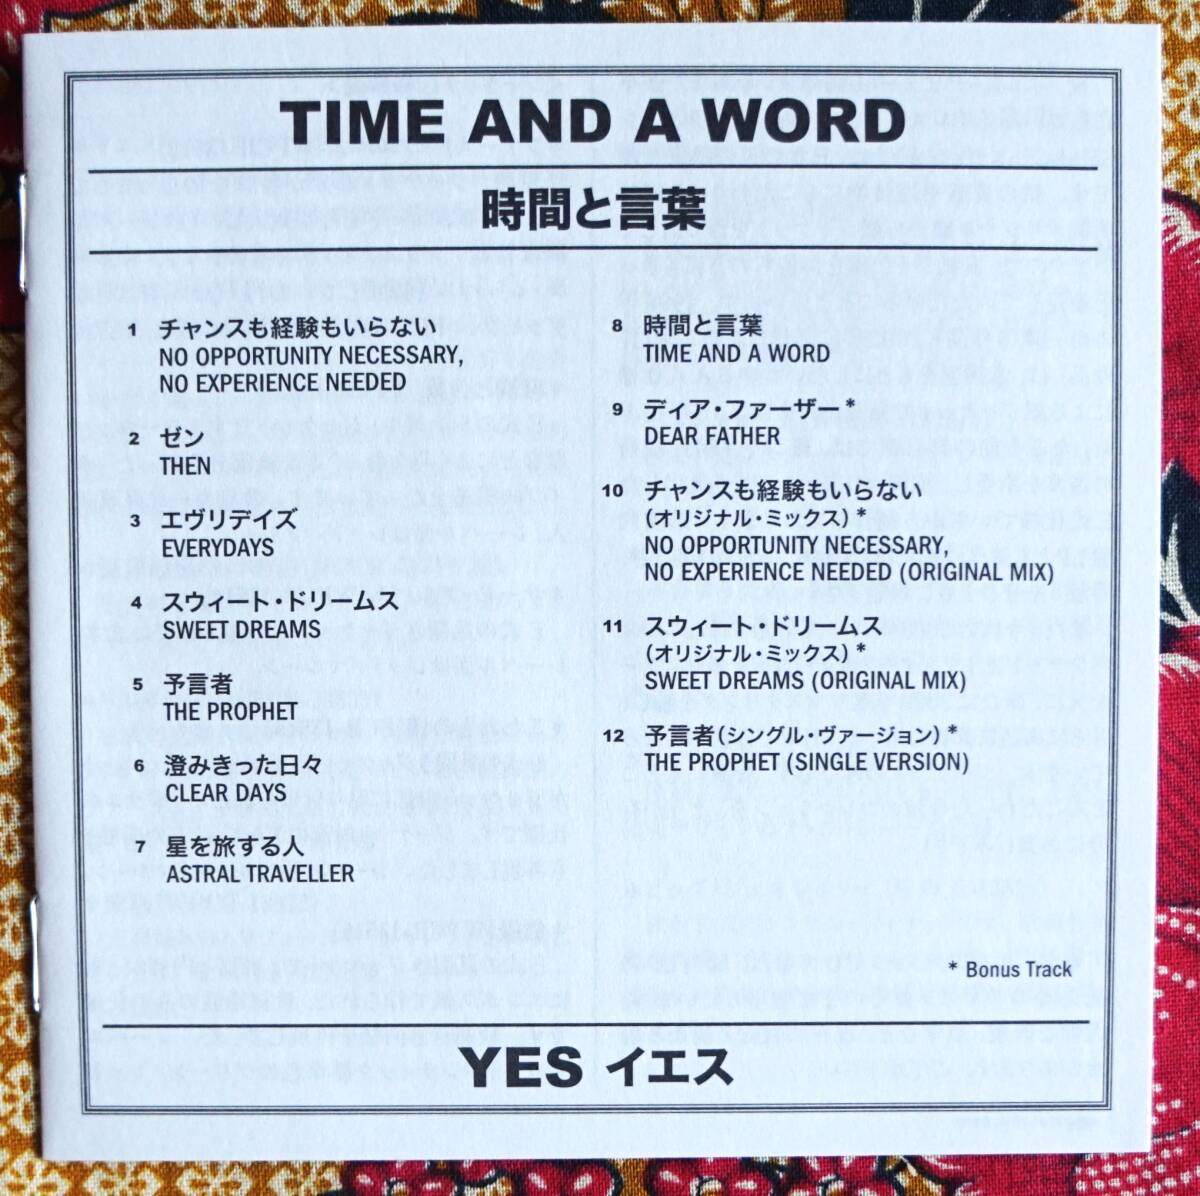 TIME AND A WORD
時間と言葉
1 チャンスも経験もいらない
NO OPPORTUNITY NECESSARY,
NO EXPERIENCE NEEDED
2 ゼン
THEN
3 エヴリデイズ
EVERYDAYS
4 スウィート・ドリームス
SWEET DREAMS
5 予言者
THE PROPHET
6 澄みきった日々
CLEAR DAYS
7 星を旅する人
ASTRAL TRAVELLER
8 時間と言葉
TIME AND A WORD
9 ディア・ファーザー*
DEAR FATHER
10 チャンスも経験もいらない
(オリジナル・ミックス)*
NO OPPORTUNITY NECESSARY,
NO EXPERIENCE NEEDED (ORIGINAL MIX)
11 スウィート・ドリームス
(オリジナル・ミックス)*
SWEET DREAMS (ORIGINAL MIX)
12 予言者(シングル・ヴァージョン)*
THE PROPHET (SINGLE VERSION)
* Bonus Track
YES イエス